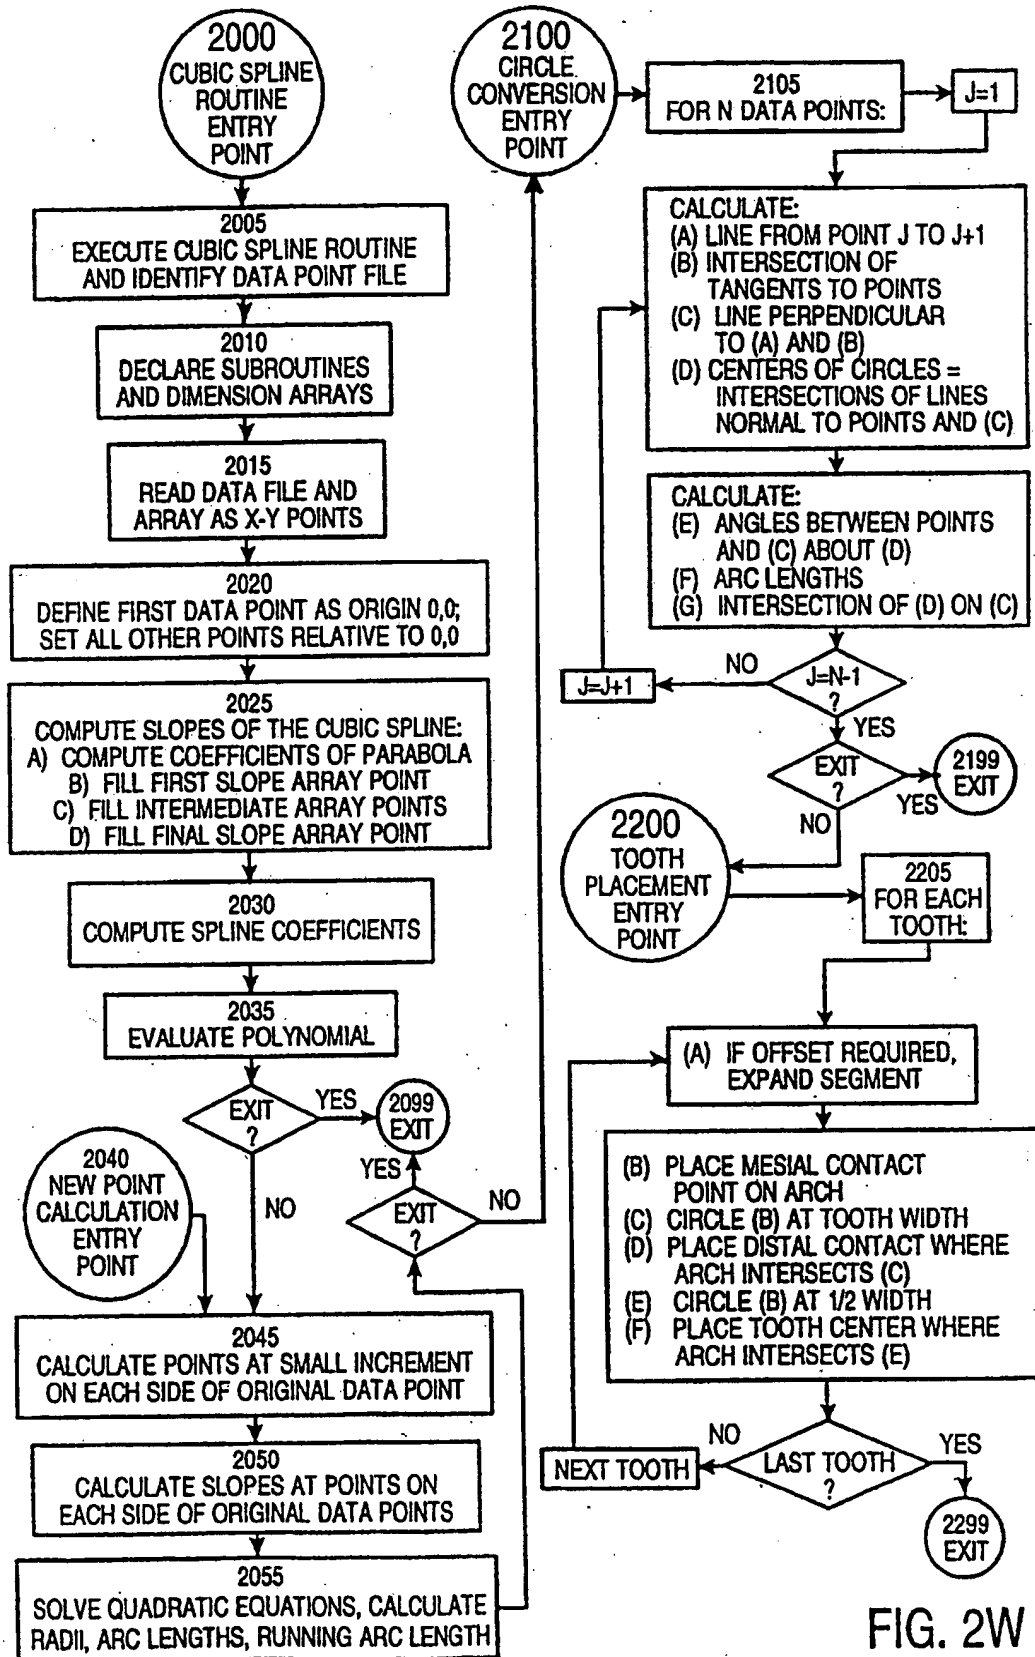 2000
CUBIC SPLINE
ROUTINE
ENTRY
POINT
2005
EXECUTE CUBIC SPLINE ROUTINE
AND IDENTIFY DATA POINT FILE
2010
DECLARE SUBROUTINES
AND DIMENSION ARRAYS
2015
READ DATA FILE AND
ARRAY AS X-Y POINTS
2020
DEFINE FIRST DATA POINT AS ORIGIN 0,0;
SET ALL OTHER POINTS RELATIVE TO 0,0
2025
COMPUTE SLOPES OF THE CUBIC SPLINE:
A) COMPUTE COEFFICIENTS OF PARABOLA
B) FILL FIRST SLOPE ARRAY POINT
C) FILL INTERMEDIATE ARRAY POINTS
D) FILL FINAL SLOPE ARRAY POINT
2030
COMPUTE SPLINE COEFFICIENTS
2035
EVALUATE POLYNOMIAL
EXIT
?
YES
2099
EXIT
NO
2040
NEW POINT
CALCULATION
ENTRY
POINT
YES
EXIT
?
NO
2045
CALCULATE POINTS AT SMALL INCREMENT
ON EACH SIDE OF ORIGINAL DATA POINT
2050
CALCULATE SLOPES AT POINTS ON
EACH SIDE OF ORIGINAL DATA POINTS
2055
SOLVE QUADRATIC EQUATIONS, CALCULATE
RADII, ARC LENGTHS, RUNNING ARC LENGTH
2100
CIRCLE
CONVERSION
ENTRY
POINT
2105
FOR N DATA POINTS:
J=1
CALCULATE:
(A) LINE FROM POINT J TO J+1
(B) INTERSECTION OF
TANGENTS TO POINTS
(C) LINE PERPENDICULAR
TO (A) AND (B)
(D) CENTERS OF CIRCLES =
INTERSECTIONS OF LINES
NORMAL TO POINTS AND (C)
CALCULATE:
(E) ANGLES BETWEEN POINTS
AND (C) ABOUT (D)
(F) ARC LENGTHS
(G) INTERSECTION OF (D) ON (C)
J=J+1
NO
J=N-1
?
YES
EXIT
?
YES
2199
EXIT
NO
2200
TOOTH
PLACEMENT
ENTRY
POINT
2205
FOR EACH
TOOTH:
(A) IF OFFSET REQUIRED,
EXPAND SEGMENT
(B) PLACE MESIAL CONTACT
POINT ON ARCH
(C) CIRCLE (B) AT TOOTH WIDTH
(D) PLACE DISTAL CONTACT WHERE
ARCH INTERSECTS (C)
(E) CIRCLE (B) AT 1/2 WIDTH
(F) PLACE TOOTH CENTER WHERE
ARCH INTERSECTS (E)
NEXT TOOTH
NO
LAST TOOTH
?
YES
2299
EXIT
FIG. 2W